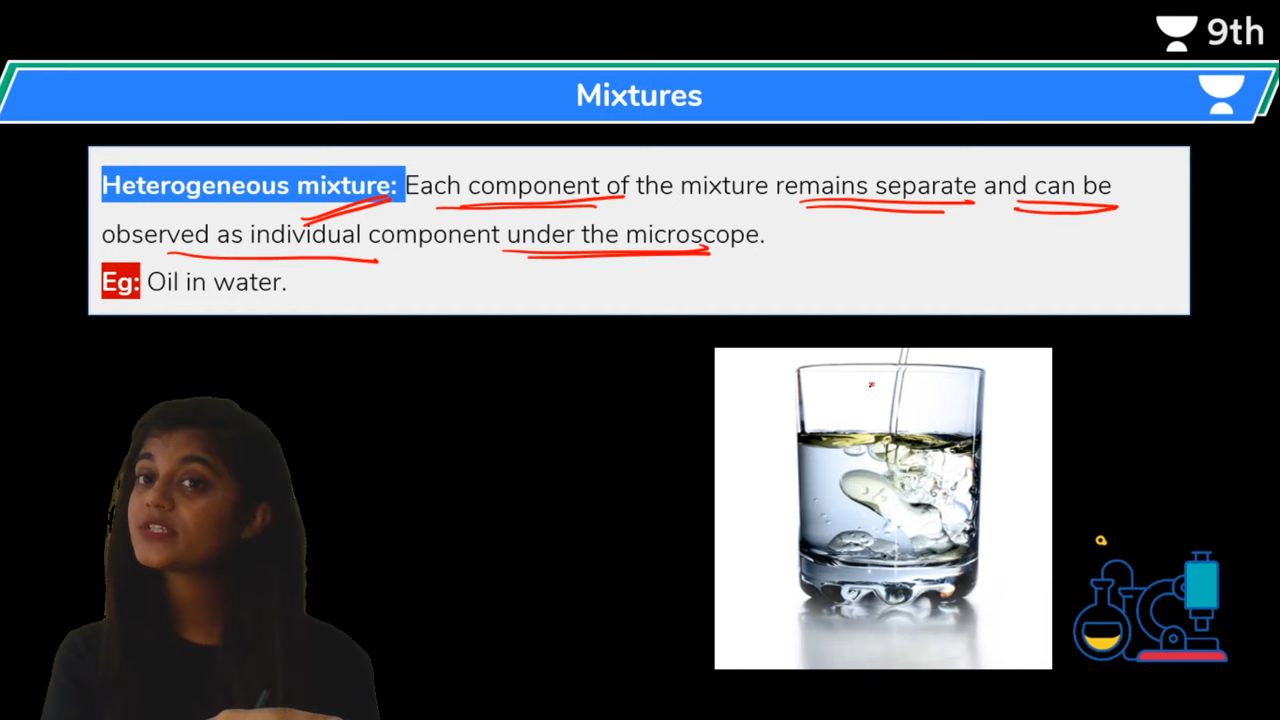 9th
Mixtures
Heterogeneous mixture: Each component of the mixture remains separate and can be
observed as individual component under the microscope.
Eg: Oil in water.